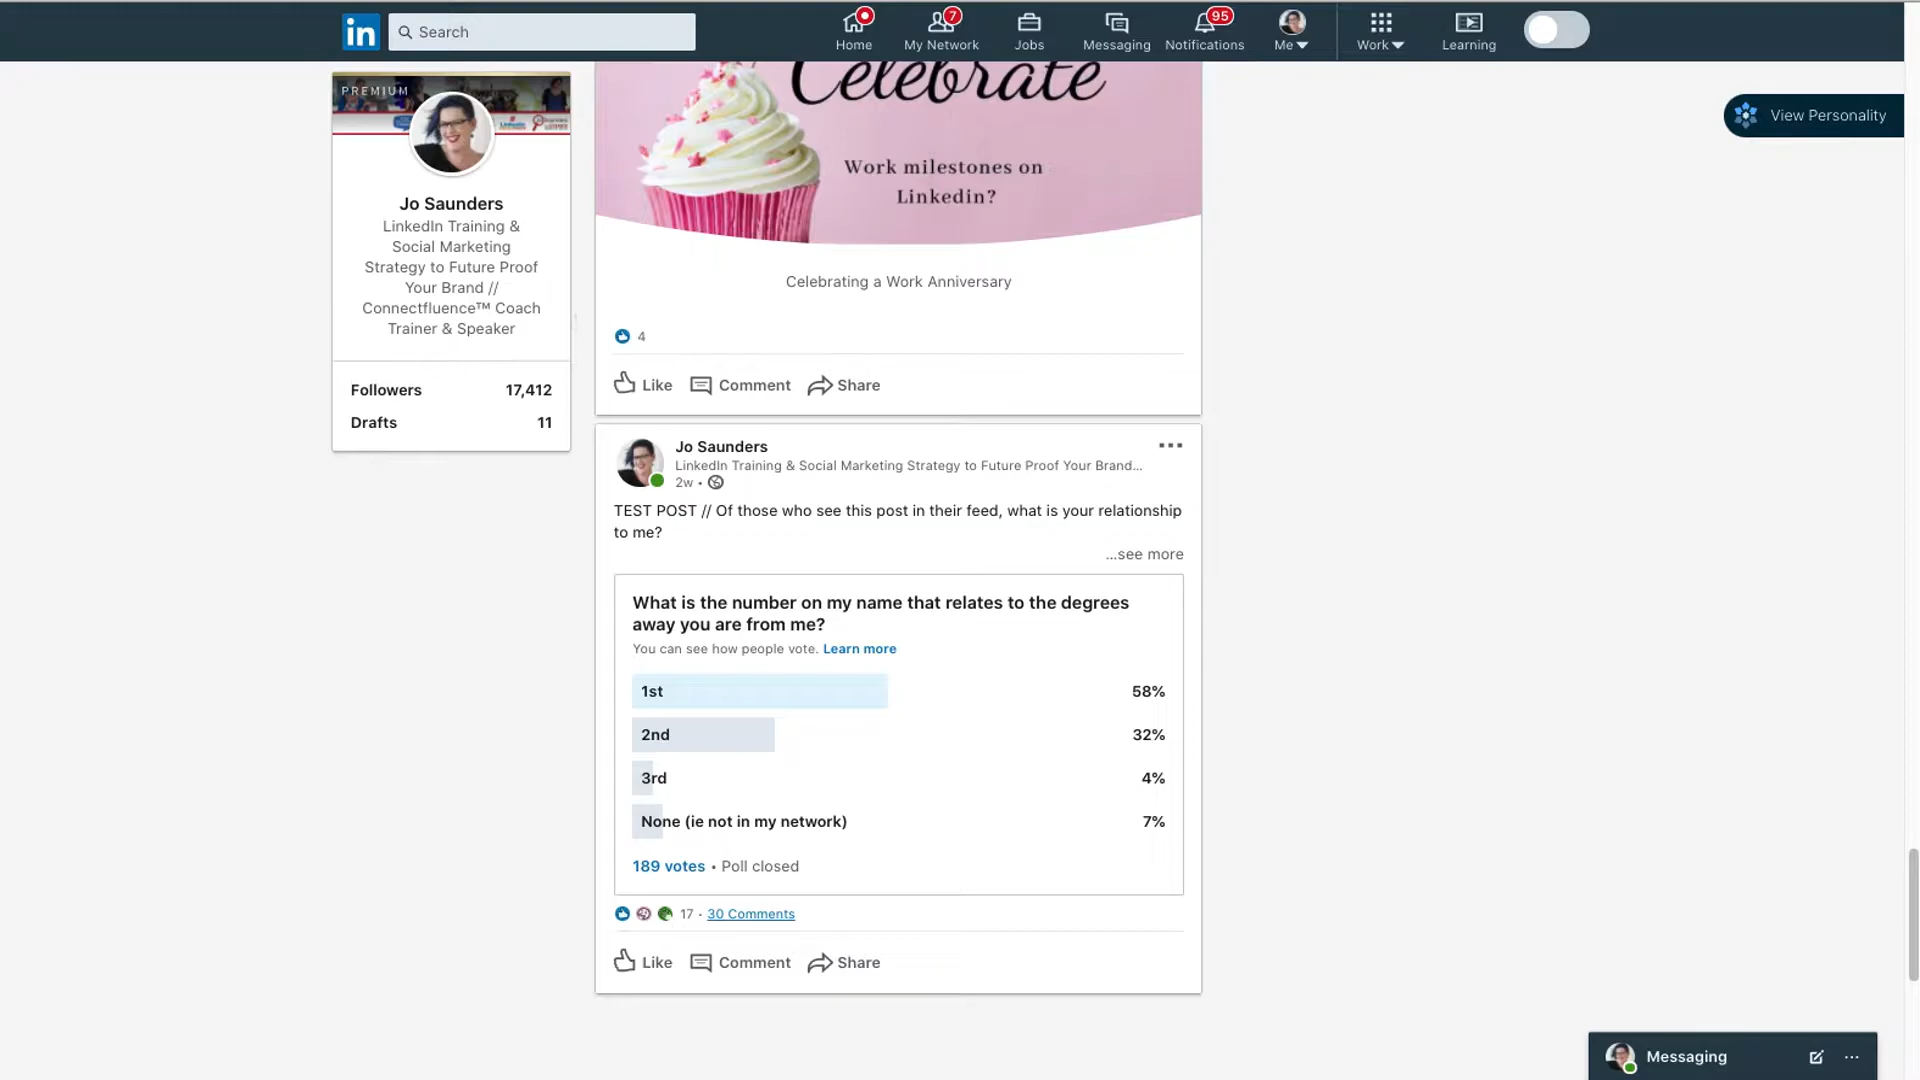 in
Search
Home
My Network
7
Jobs
Messaging
Notifications
95
Me
Work
Learning
View Personality
PREMIUM
Jo Saunders
LinkedIn Training &
Social Marketing
Strategy to Future Proof
Your Brand //
Connectfluence™ Coach
Trainer & Speaker
Followers 17,412
Drafts 11
Celebrate
Work milestones on
Linkedin?
Celebrating a Work Anniversary
4
Like Comment Share
Jo Saunders
LinkedIn Training & Social Marketing Strategy to Future Proof Your Brand...
2w •
TEST POST // Of those who see this post in their feed, what is your relationship
to me?
...see more
What is the number on my name that relates to the degrees
away you are from me?
You can see how people vote. Learn more
1st 58%
2nd 32%
3rd 4%
None (ie not in my network) 7%
189 votes • Poll closed
17 · 30 Comments
Like Comment Share
Messaging